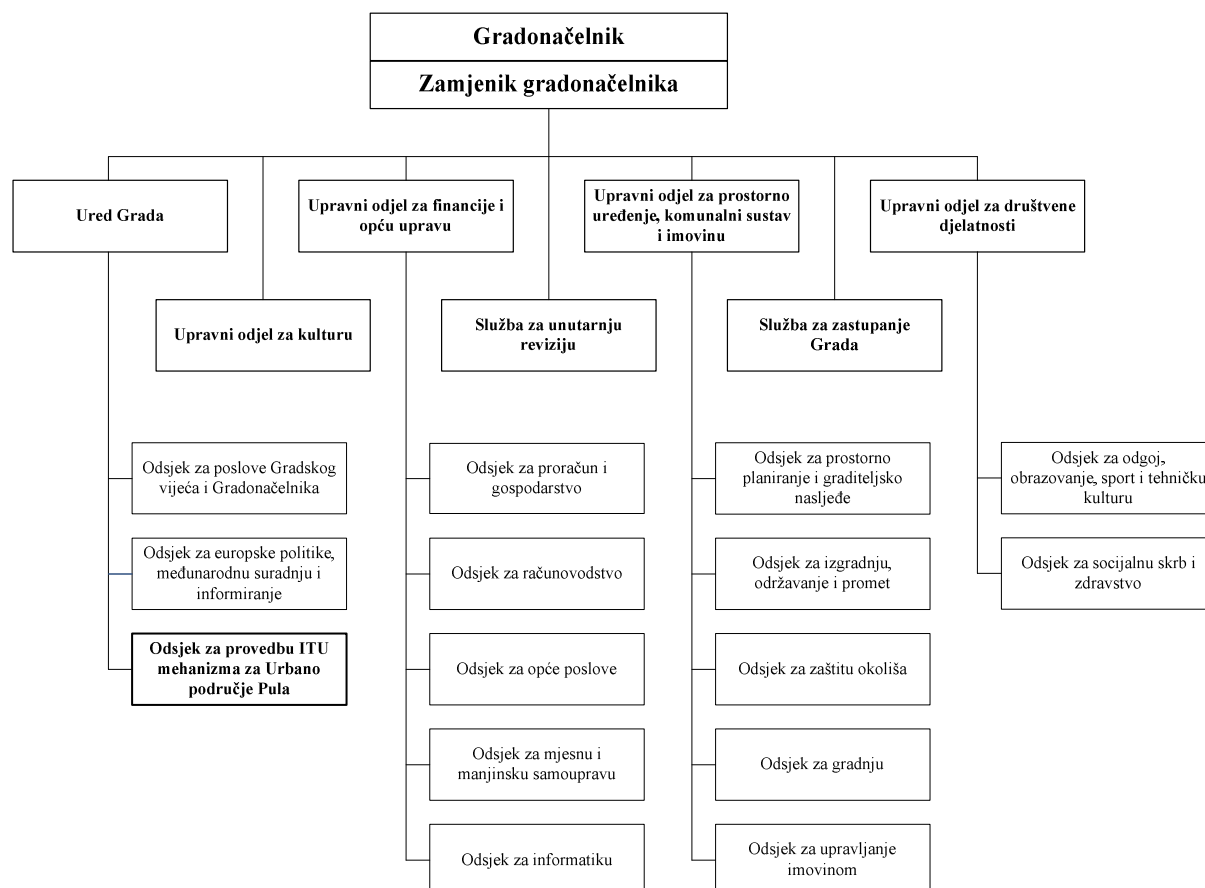 Gradonačelnik
Zamjenik gradonačelnika
Ured Grada
Upravni odjel za financije i
opću upravu
Upravni odjel za prostorno
uređenje, komunalni sustav
i imovinu
Upravni odjel za društvene
djelatnosti
Upravni odjel za kulturu
Služba za unutarnju
reviziju
Služba za zastupanje
Grada
Odsjek za poslove Gradskog
vijeća i Gradonačelnika
Odsjek za europske politike,
međunarodnu suradnju i
informiranje
Odsjek za provedbu ITU
mehanizma za Urbano
područje Pula
Odsjek za proračun i
gospodarstvo
Odsjek za računovodstvo
Odsjek za opće poslove
Odsjek za mjesnu i
manjinsku samoupravu
Odsjek za informatiku
Odsjek za prostorno
planiranje i graditeljsko
nasljeđe
Odsjek za izgradnju,
održavanje i promet
Odsjek za zaštitu okoliša
Odsjek za gradnju
Odsjek za upravljanje
imovinom
Odsjek za odgoj,
obrazovanje, sport i tehničku
kulturu
Odsjek za socijalnu skrb i
zdravstvo